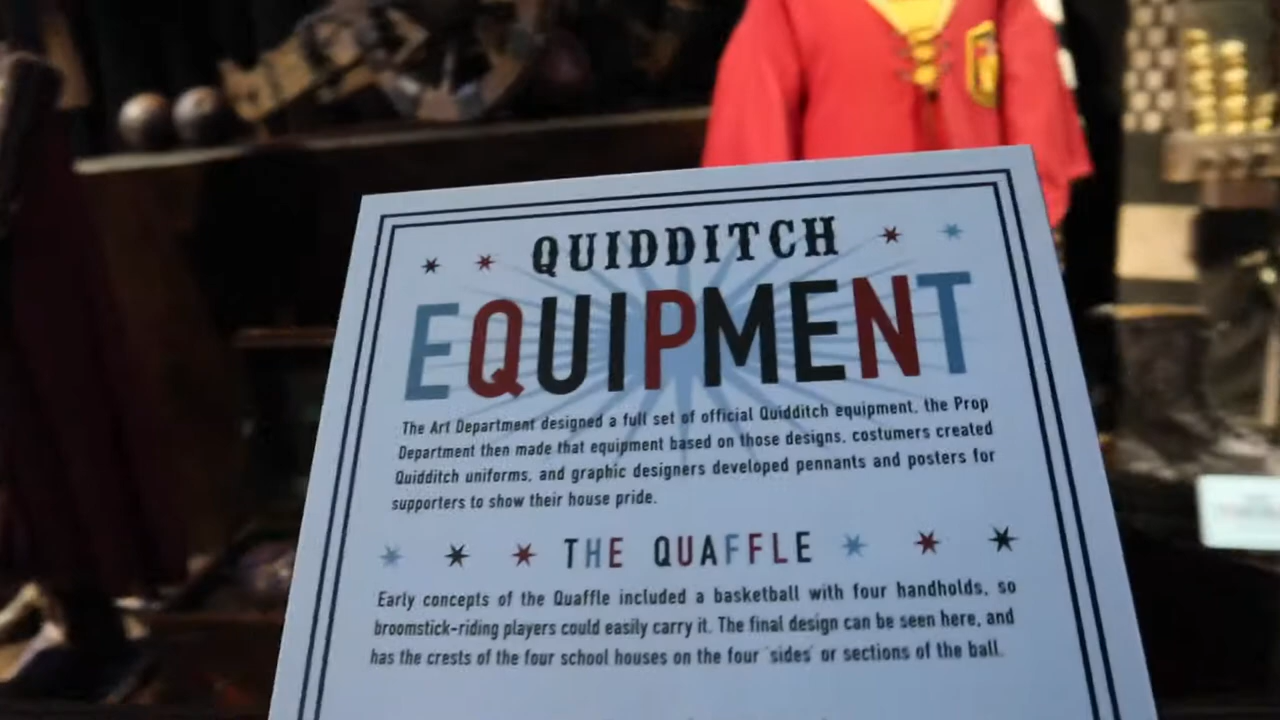 QUIDDITCH
EQUIPMENT
The Art Department designed a full set of official Quidditch equipment, the Prop
Department then made that equipment based on those designs, costumers created
Quidditch uniforms, and graphic designers developed pennants and posters for
supporters to show their house pride.
THE QUAFFLE
Early concepts of the Quaffle included a basketball with four handholds, so
broomstick-riding players could easily carry it. The final design can be seen here, and
has the crests of the four school houses on the four 'sides' or sections of the ball.